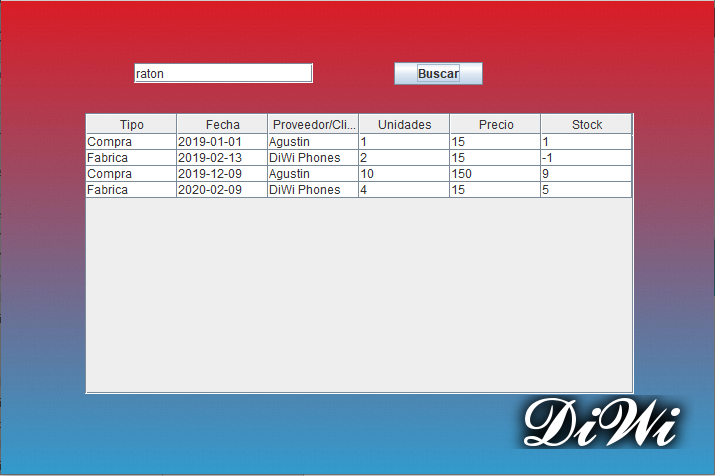 raton Buscar
Tipo Fecha Proveedor/Cli... Unidades Precio Stock
Compra 2019-01-01 Agustin 1 15 1
Fabrica 2019-02-13 DiWi Phones 2 15 -1
Compra 2019-12-09 Agustin 10 150 9
Fabrica 2020-02-09 DiWi Phones 4 15 5
DiWi